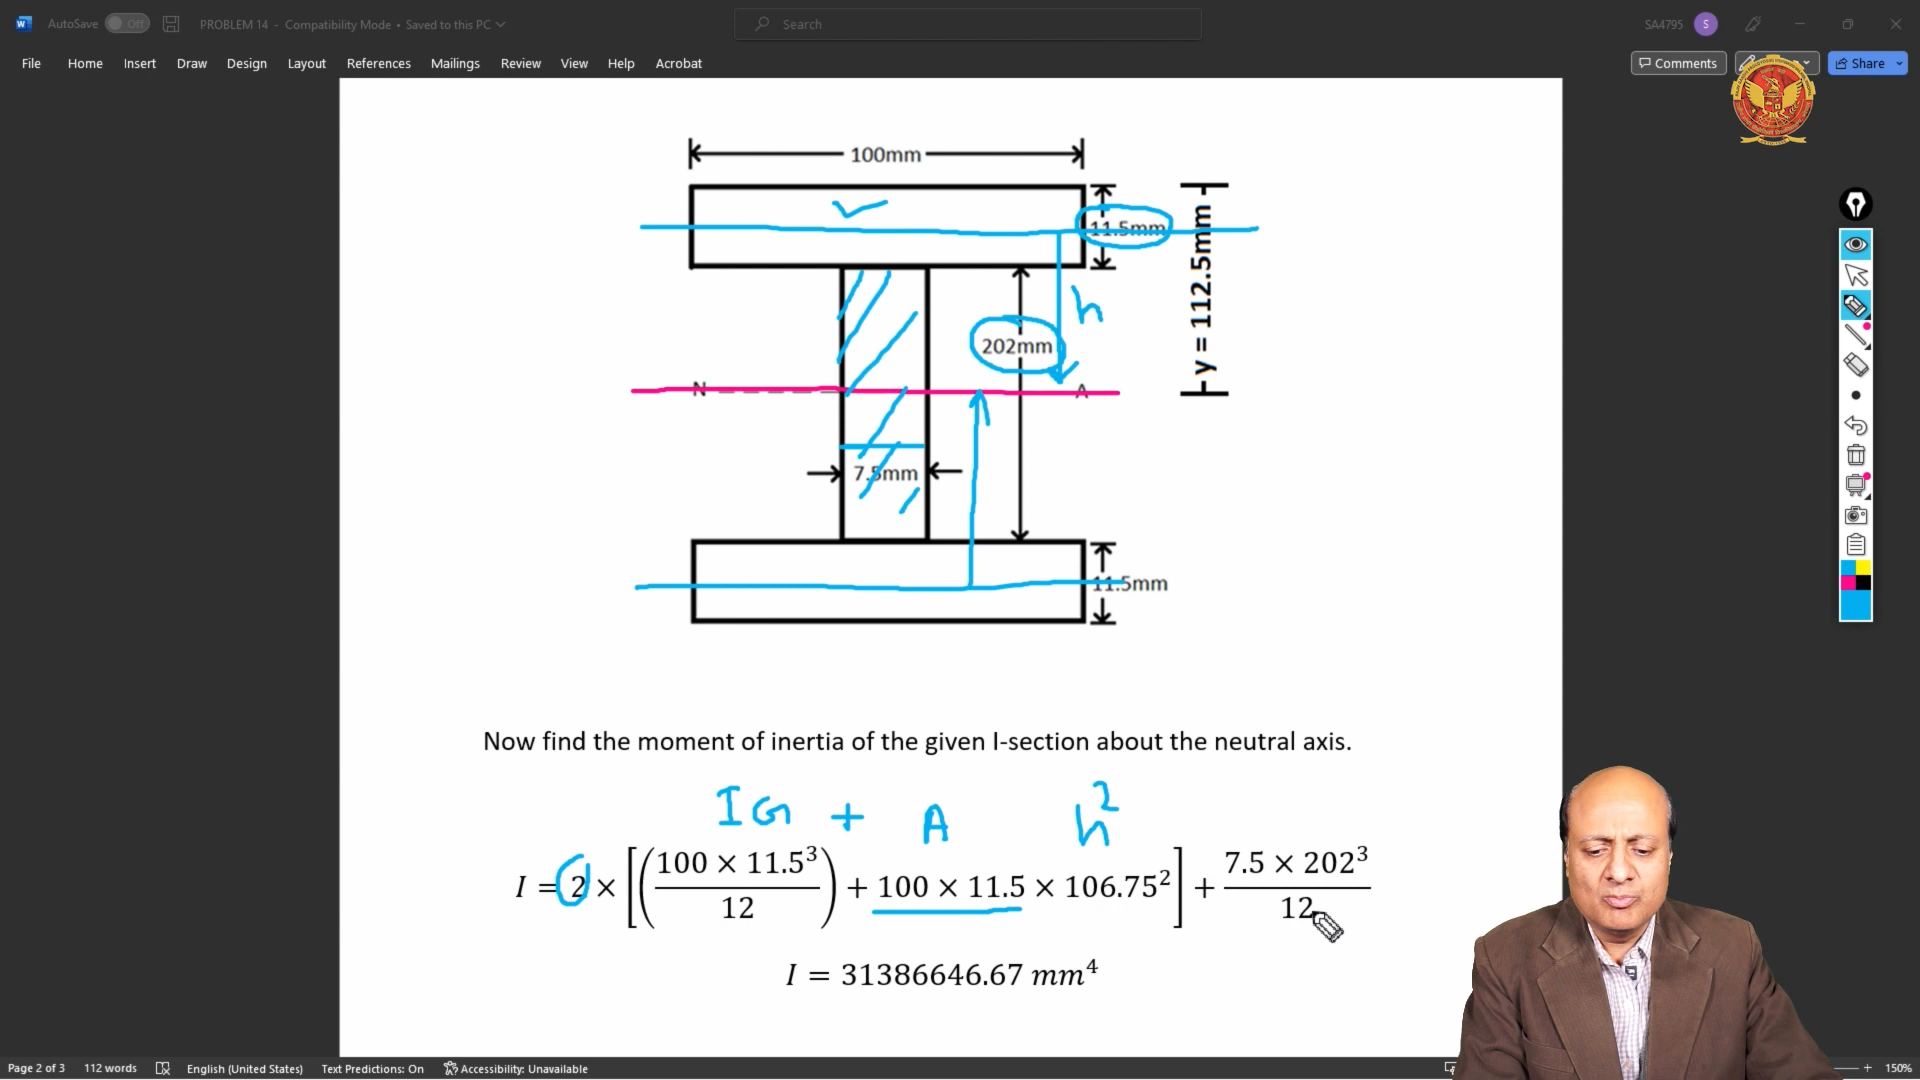 AutoSave Off PROBLEM 14 - Compatibility Mode • Saved to this PC Search SA4795 S
File Home Insert Draw Design Layout References Mailings Review View Help Acrobat Comments Share
100mm
11.5mm
y = 112.5mm
h
202mm
N A
7.5mm
11.5mm
Now find the moment of inertia of the given I-section about the neutral axis.
IG + A h²
I = 2 × [((100 × 11.5³)/12) + 100 × 11.5 × 106.75²] + (7.5 × 202³)/12
I = 31386646.67 mm⁴
Page 2 of 3 112 words English (United States) Text Predictions: On Accessibility: Unavailable 150%